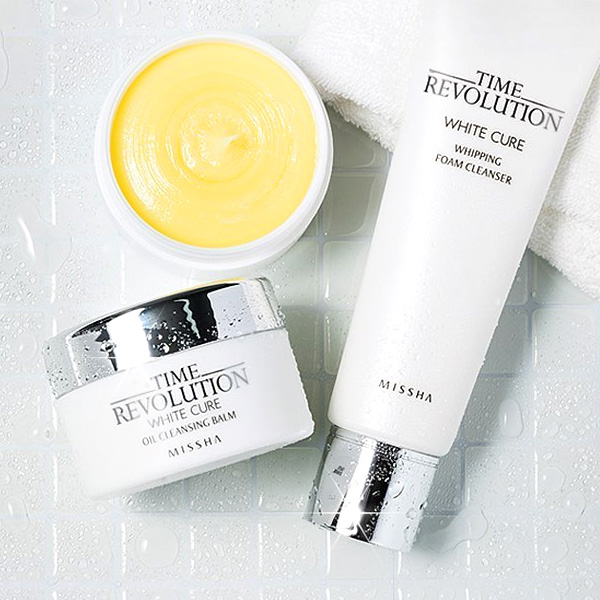 TIME
REVOLUTION
WHITE CURE
WHIPPING
FOAM CLEANSER
MISSHA
TIME
REVOLUTION
WHITE CURE
OIL CLEANSING BALM
MISSHA